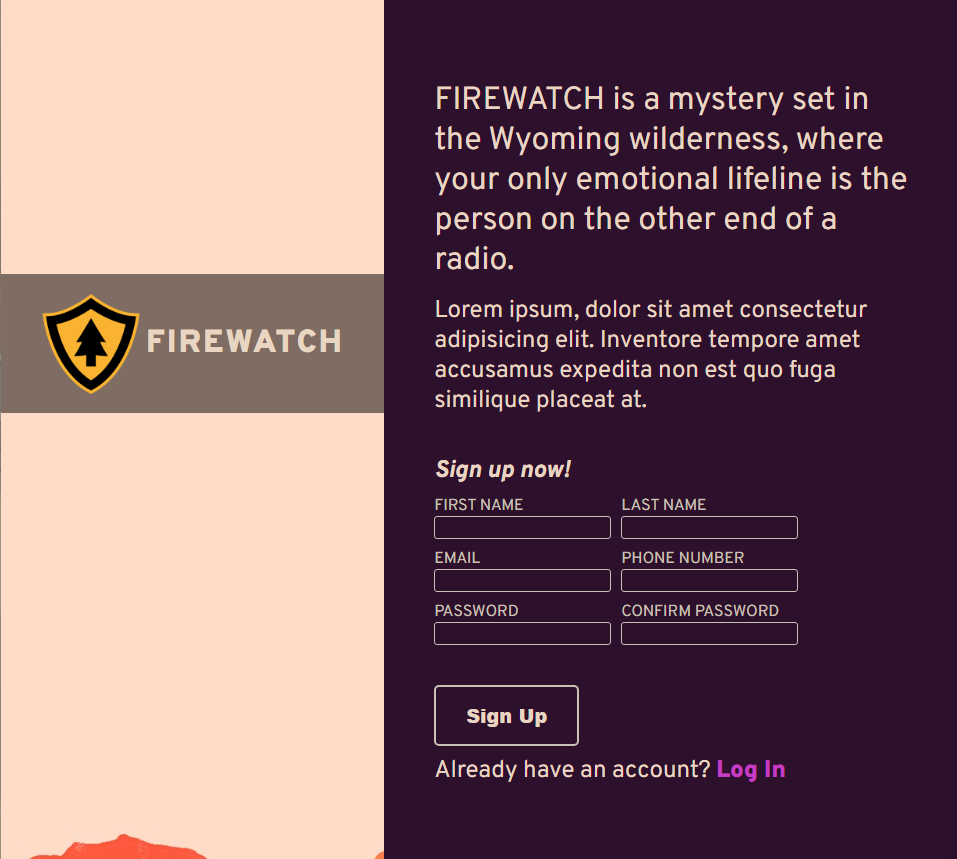 FIREWATCH
FIREWATCH is a mystery set in
the Wyoming wilderness, where
your only emotional lifeline is the
person on the other end of a
radio.
Lorem ipsum, dolor sit amet consectetur
adipisicing elit. Inventore tempore amet
accusamus expedita non est quo fuga
similique placeat at.
Sign up now!
FIRST NAME LAST NAME
EMAIL PHONE NUMBER
PASSWORD CONFIRM PASSWORD
Sign Up
Already have an account? Log In